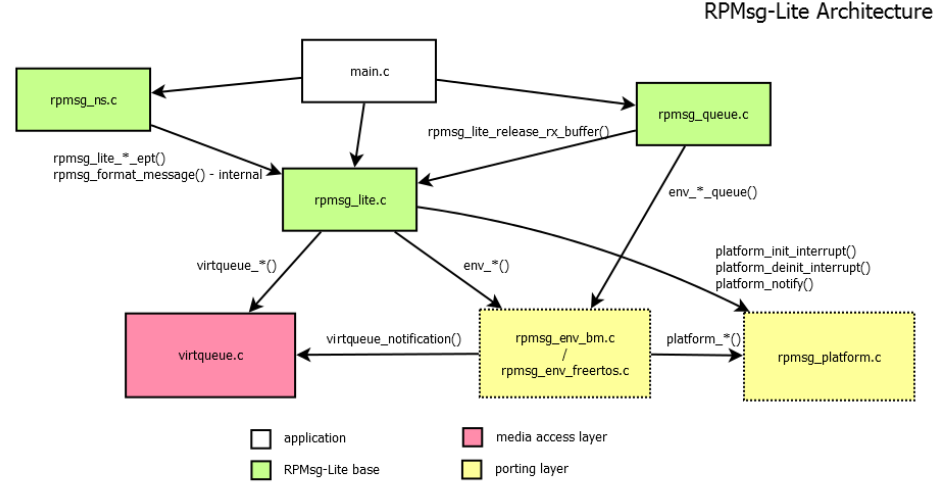 RPMsg-Lite Architecture
main.c
rpmsg_ns.c
rpmsg_queue.c
rpmsg_lite_release_rx_buffer()
rpmsg_lite_*_ept()
rpmsg_format_message() - internal
rpmsg_lite.c
env_*_queue()
virtqueue_*()
env_*()
platform_init_interrupt()
platform_deinit_interrupt()
platform_notify()
virtqueue.c
virtqueue_notification()
rpmsg_env_bm.c
/
rpmsg_env_freertos.c
platform_*()
rpmsg_platform.c
application
media access layer
RPMsg-Lite base
porting layer